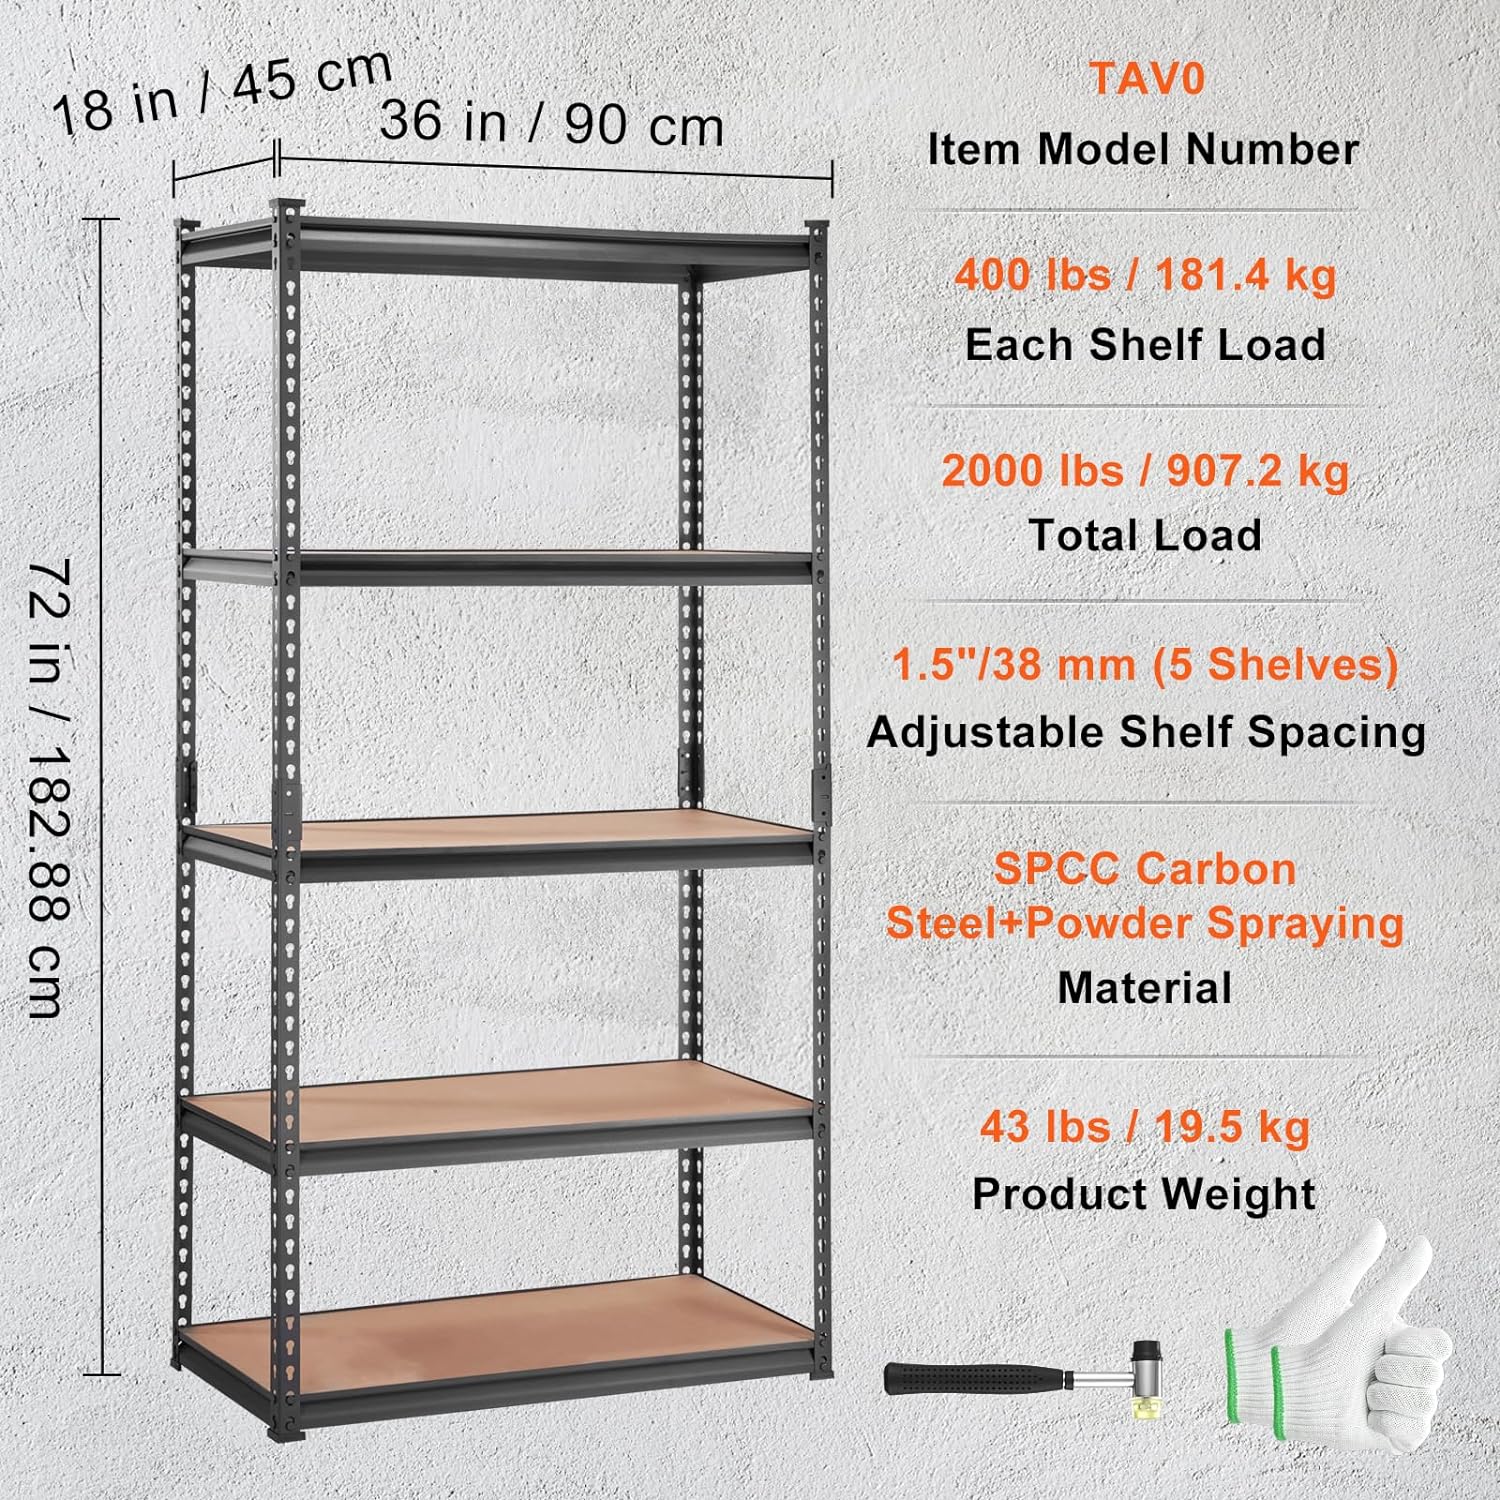 18 in / 45 cm
36 in / 90 cm
72 in / 182.88 cm
TAV0
Item Model Number
400 lbs / 181.4 kg
Each Shelf Load
2000 lbs / 907.2 kg
Total Load
1.5"/38 mm (5 Shelves)
Adjustable Shelf Spacing
SPCC Carbon
Steel+Powder Spraying
Material
43 lbs / 19.5 kg
Product Weight